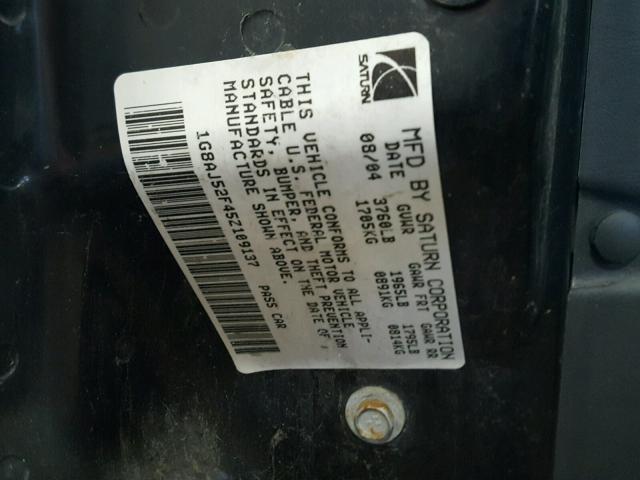 SATURN
MFD BY SATURN CORPORATION
DATE GVWR GAWR FRT GAWR RR
08/04 3760LB 1965LB 1795LB
1705KG 0891KG 0814KG
THIS VEHICLE CONFORMS TO ALL APPLI-
CABLE U.S. FEDERAL MOTOR VEHICLE
SAFETY, BUMPER, AND THEFT PREVENTION
STANDARDS IN EFFECT ON THE DATE OF
MANUFACTURE SHOWN ABOVE.
1G8AJ52F45Z109137 PASS CAR